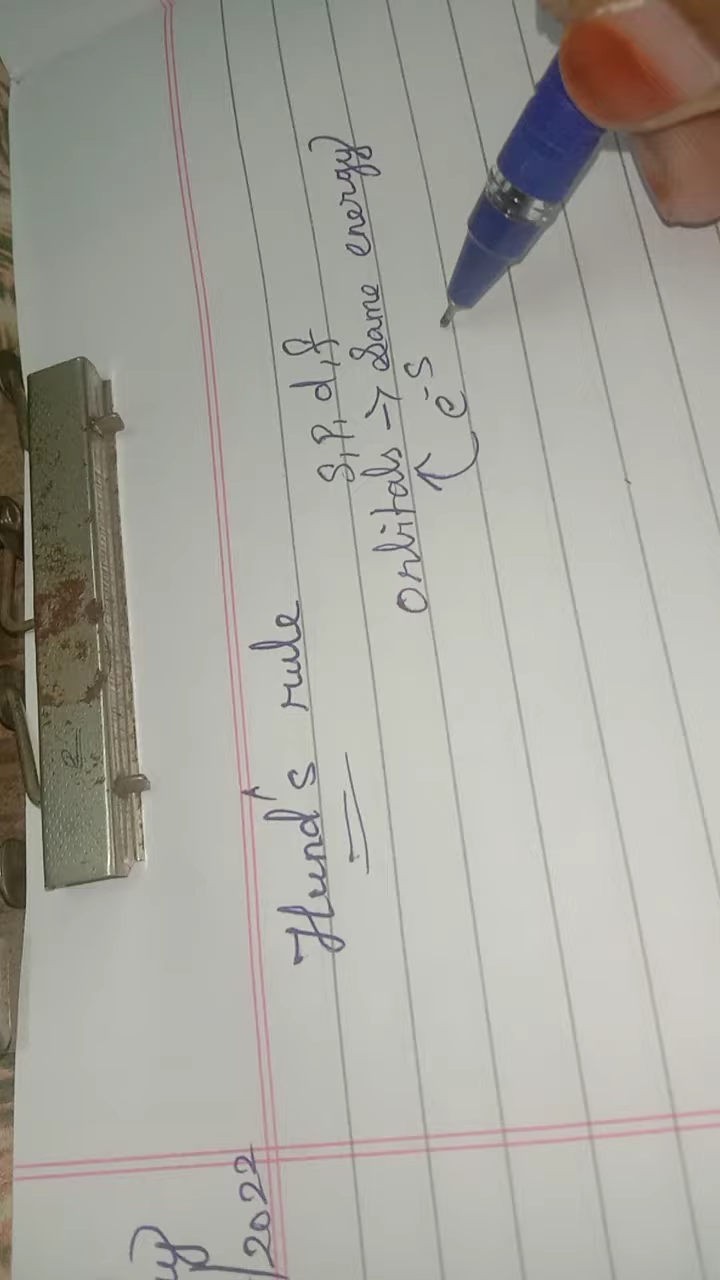 /2022
Hund's rule
s, p, d, f
orbitals → same energy
e⁻s